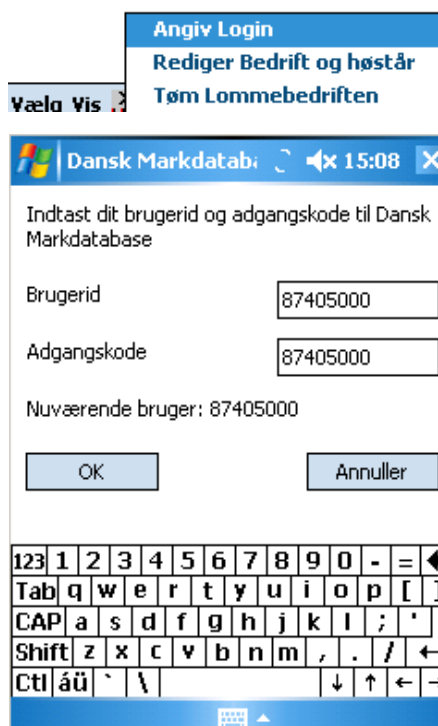 Angiv Login
Rediger Bedrift og høstår
Tøm Lommebedriften
Vælg Vis
Dansk Markdataba 15:08
Indtast dit brugerid og adgangskode til Dansk
Markdatabase
Brugerid 87405000
Adgangskode 87405000
Nuværende bruger: 87405000
OK Annuller
123 1 2 3 4 5 6 7 8 9 0 - =
Tab q w e r t y u i o p [ ]
CAP a s d f g h j k l ; '
Shift z x c v b n m , . / ←
Ctl áü ` \ ↓ ↑ ← →